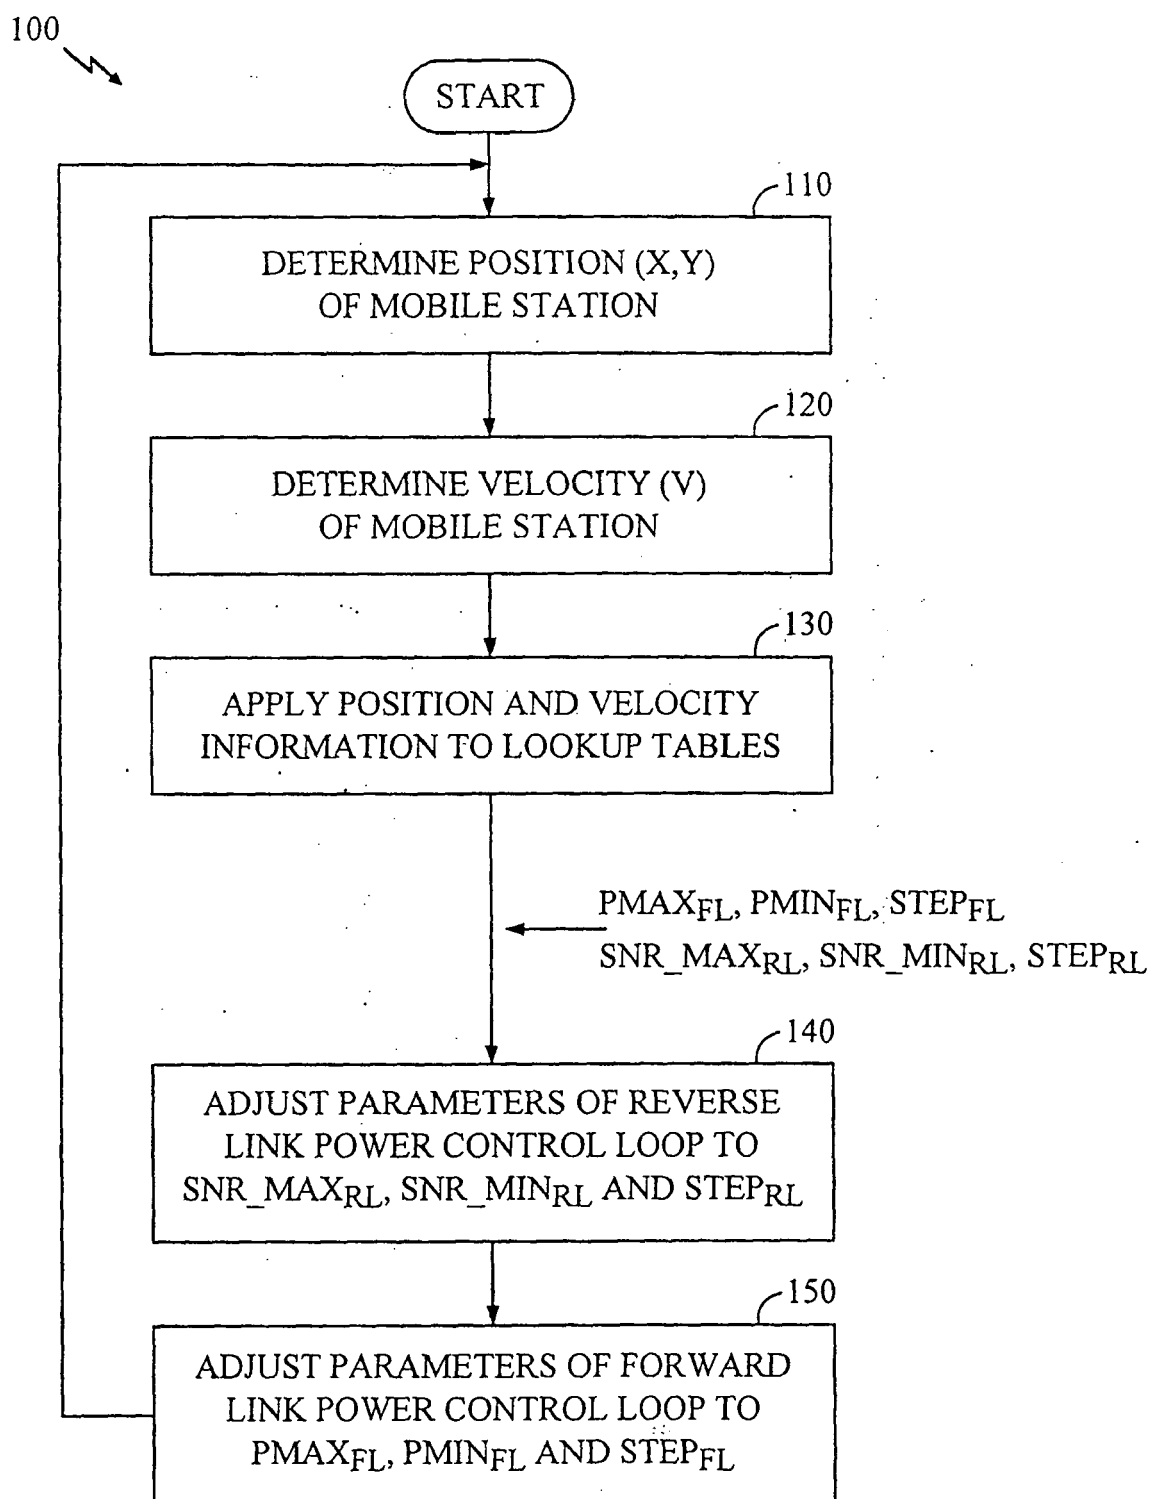 100
START
110
DETERMINE POSITION (X,Y)
OF MOBILE STATION
120
DETERMINE VELOCITY (V)
OF MOBILE STATION
130
APPLY POSITION AND VELOCITY
INFORMATION TO LOOKUP TABLES
PMAXFL, PMINFL, STEPFL
SNR_MAXRL, SNR_MINRL, STEPRL
140
ADJUST PARAMETERS OF REVERSE
LINK POWER CONTROL LOOP TO
SNR_MAXRL, SNR_MINRL AND STEPRL
150
ADJUST PARAMETERS OF FORWARD
LINK POWER CONTROL LOOP TO
PMAXFL, PMINFL AND STEPFL